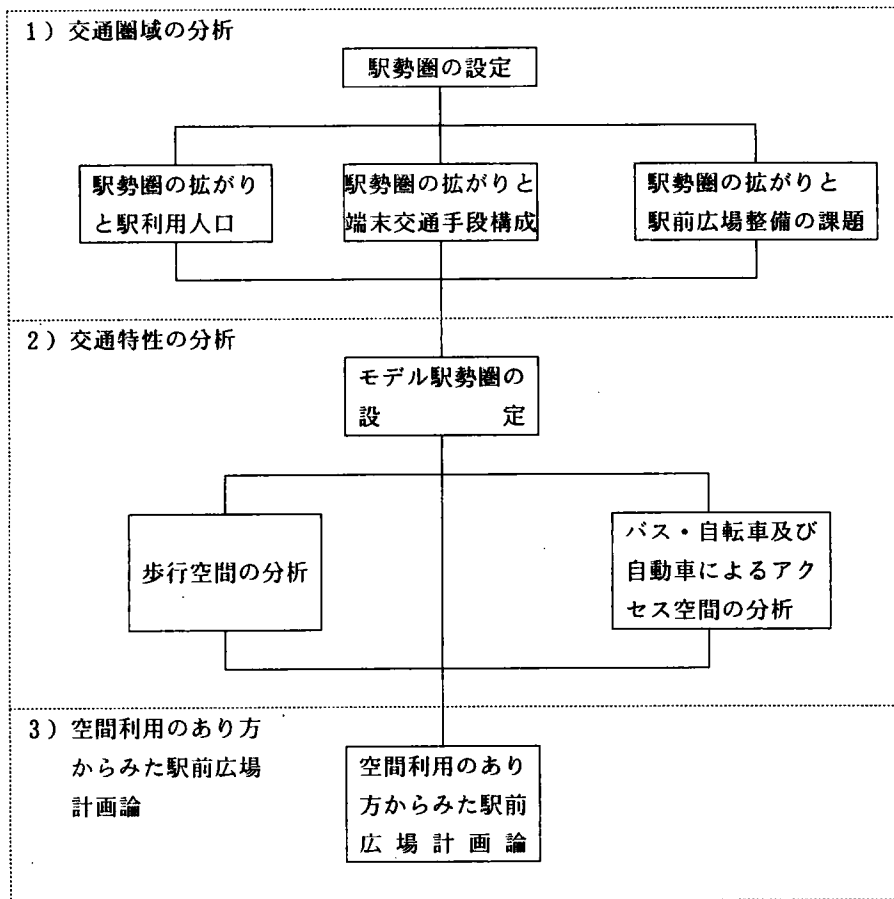 1）交通圏域の分析
駅勢圏の設定
駅勢圏の拡がり
と駅利用人口
駅勢圏の拡がりと
端末交通手段構成
駅勢圏の拡がりと
駅前広場整備の課題
2）交通特性の分析
モデル駅勢圏の
設　　　　　定
歩行空間の分析
バス・自転車及び
自動車によるアク
セス空間の分析
3）空間利用のあり方
からみた駅前広場
計画論
空間利用のあり
方からみた駅前
広 場 計 画 論